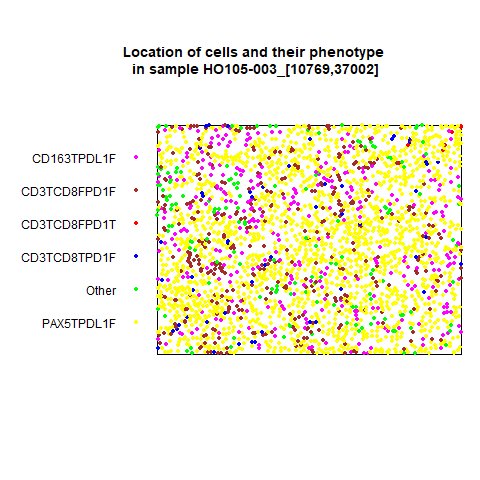 Location of cells and their phenotype
in sample HO105-003_[10769,37002]
CD163TPDL1F
CD3TCD8FPD1F
CD3TCD8FPD1T
CD3TCD8TPD1F
Other
PAX5TPDL1F